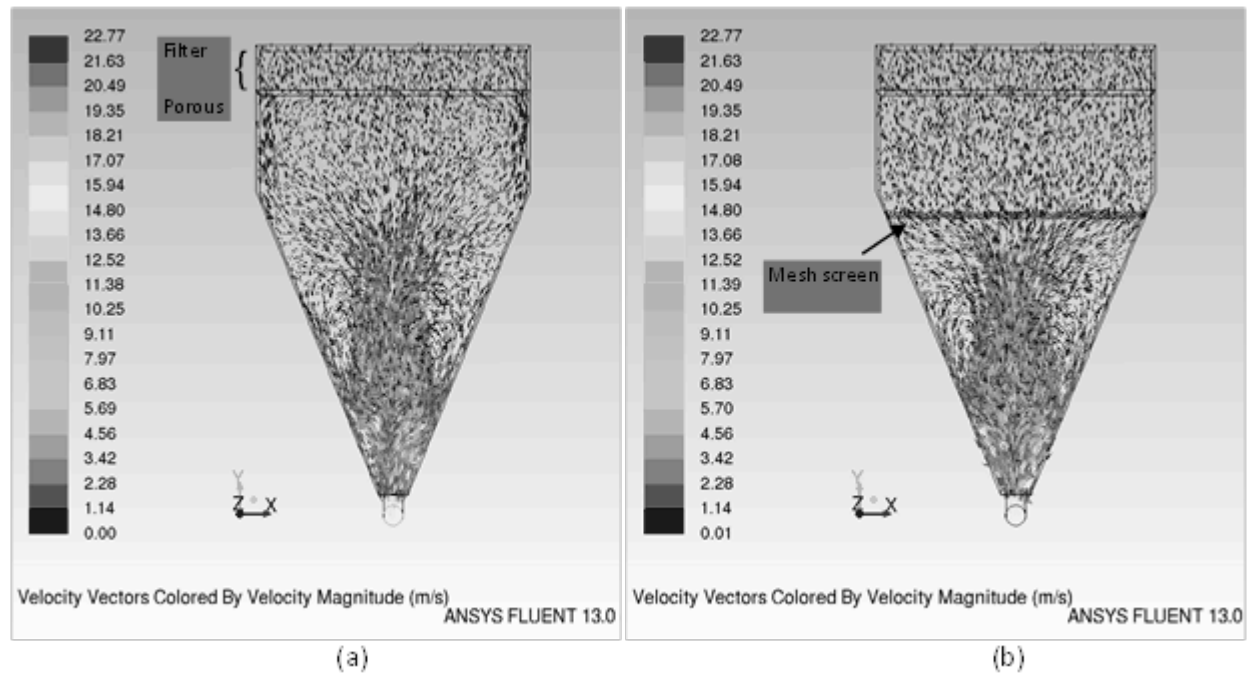 22.77
21.63
20.49
19.35
18.21
17.07
15.94
14.80
13.66
12.52
11.38
10.25
9.11
7.97
6.83
5.69
4.56
3.42
2.28
1.14
0.00
Filter
Porous
{
Y
Z
X
Velocity Vectors Colored By Velocity Magnitude (m/s)
ANSYS FLUENT 13.0
(a)
22.77
21.63
20.49
19.35
18.21
17.08
15.94
14.80
13.66
12.52
11.39
10.25
9.11
7.97
6.83
5.70
4.56
3.42
2.28
1.14
0.01
Mesh screen
Y
Z
X
Velocity Vectors Colored By Velocity Magnitude (m/s)
ANSYS FLUENT 13.0
(b)